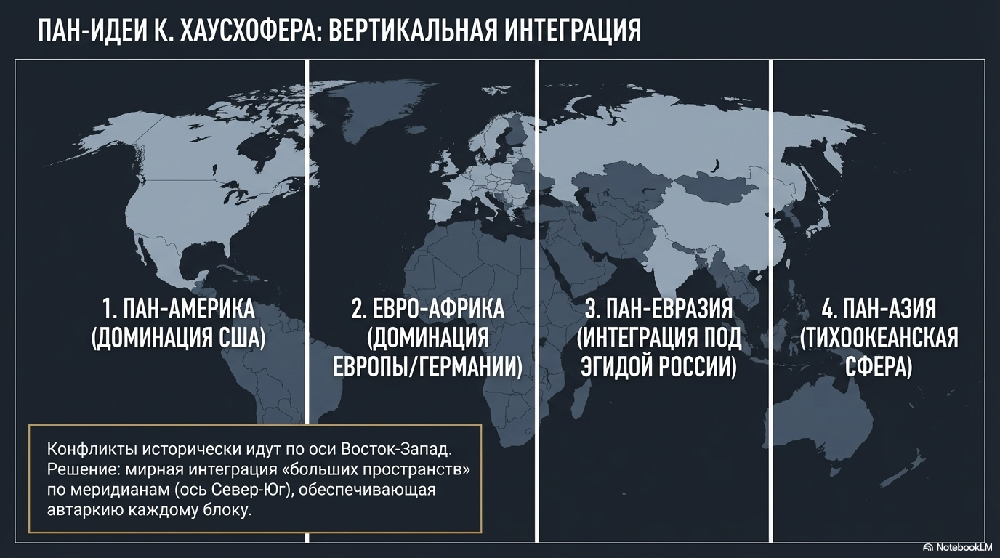 ПАН-ИДЕИ К. ХАУСХОФЕРА: ВЕРТИКАЛЬНАЯ ИНТЕГРАЦИЯ
1. ПАН-АМЕРИКА
(ДОМИНАЦИЯ США)
2. ЕВРО-АФРИКА
(ДОМИНАЦИЯ
ЕВРОПЫ/ГЕРМАНИИ)
3. ПАН-ЕВРАЗИЯ
(ИНТЕГРАЦИЯ ПОД
ЭГИДОЙ РОССИИ)
4. ПАН-АЗИЯ
(ТИХООКЕАНСКАЯ
СФЕРА)
Конфликты исторически идут по оси Восток-Запад.
Решение: мирная интеграция «больших пространств»
по меридианам (ось Север-Юг), обеспечивающая
автаркию каждому блоку.
NotebookLM